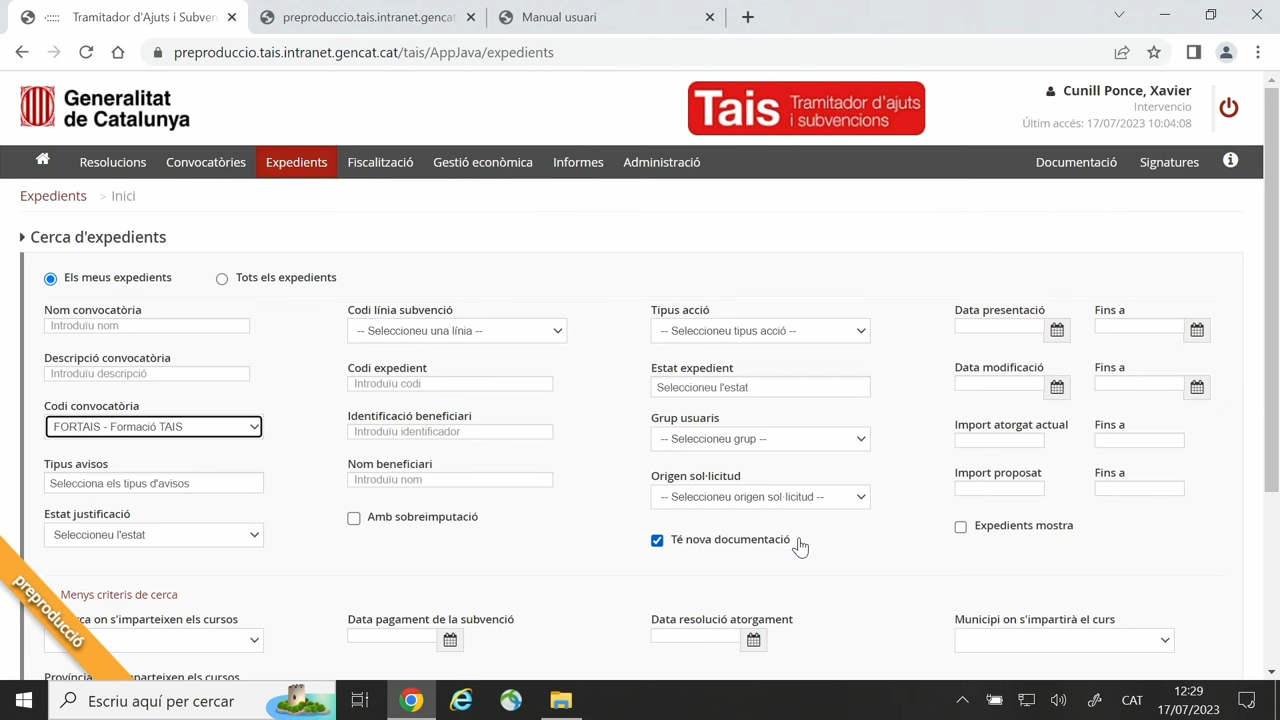 Tramitador d'Ajuts i Subven
preproduccio.tais.intranet.gencat
Manual usuari
preproduccio.tais.intranet.gencat.cat/tais/AppJava/expedients
Generalitat
de Catalunya
Tais Tramitador d'ajuts
i subvencions
Cunill Ponce, Xavier
Intervencio
Últim accés: 17/07/2023 10:04:08
Resolucions Convocatòries Expedients Fiscalització Gestió econòmica Informes Administració Documentació Signatures
Expedients > Inici
Cerca d'expedients
Els meus expedients Tots els expedients
Nom convocatòria Codi línia subvenció Tipus acció Data presentació Fins a
Introduïu nom -- Seleccioneu una línia -- -- Seleccioneu tipus acció --
Descripció convocatòria Codi expedient Estat expedient Data modificació Fins a
Introduïu descripció Introduïu codi Seleccioneu l'estat
Codi convocatòria Identificació beneficiari Grup usuaris Import atorgat actual Fins a
FORTAIS - Formació TAIS Introduïu identificador -- Seleccioneu grup --
Tipus avisos Nom beneficiari Origen sol·licitud Import proposat Fins a
Selecciona els tipus d'avisos Introduïu nom -- Seleccioneu origen sol·licitud --
Estat justificació Amb sobreimputació Expedients mostra
Seleccioneu l'estat Té nova documentació
Menys criteris de cerca
on s'imparteixen els cursos Data pagament de la subvenció Data resolució atorgament Municipi on s'impartirà el curs
preproducció
Escriu aquí per cercar
CAT
12:29
17/07/2023